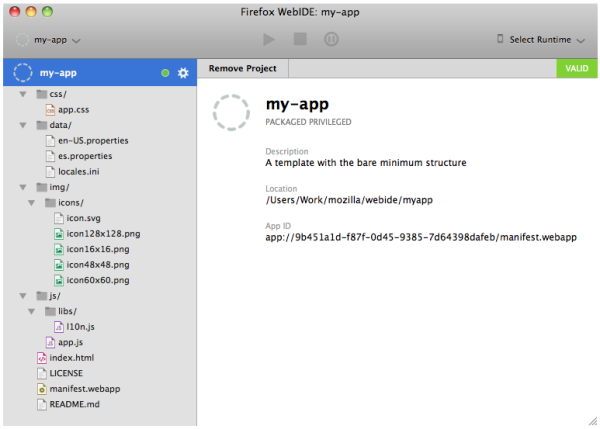 Firefox WebIDE: my-app
my-app
Select Runtime
my-app
Remove Project
VALID
css/
app.css
data/
en-US.properties
es.properties
locales.ini
img/
icons/
icon.svg
icon128x128.png
icon16x16.png
icon48x48.png
icon60x60.png
js/
libs/
l10n.js
app.js
index.html
LICENSE
manifest.webapp
README.md
my-app
PACKAGED PRIVILEGED
Description
A template with the bare minimum structure
Location
/Users/Work/mozilla/webide/myapp
App ID
app://9b451a1d-f87f-0d45-9385-7d64398dafeb/manifest.webapp